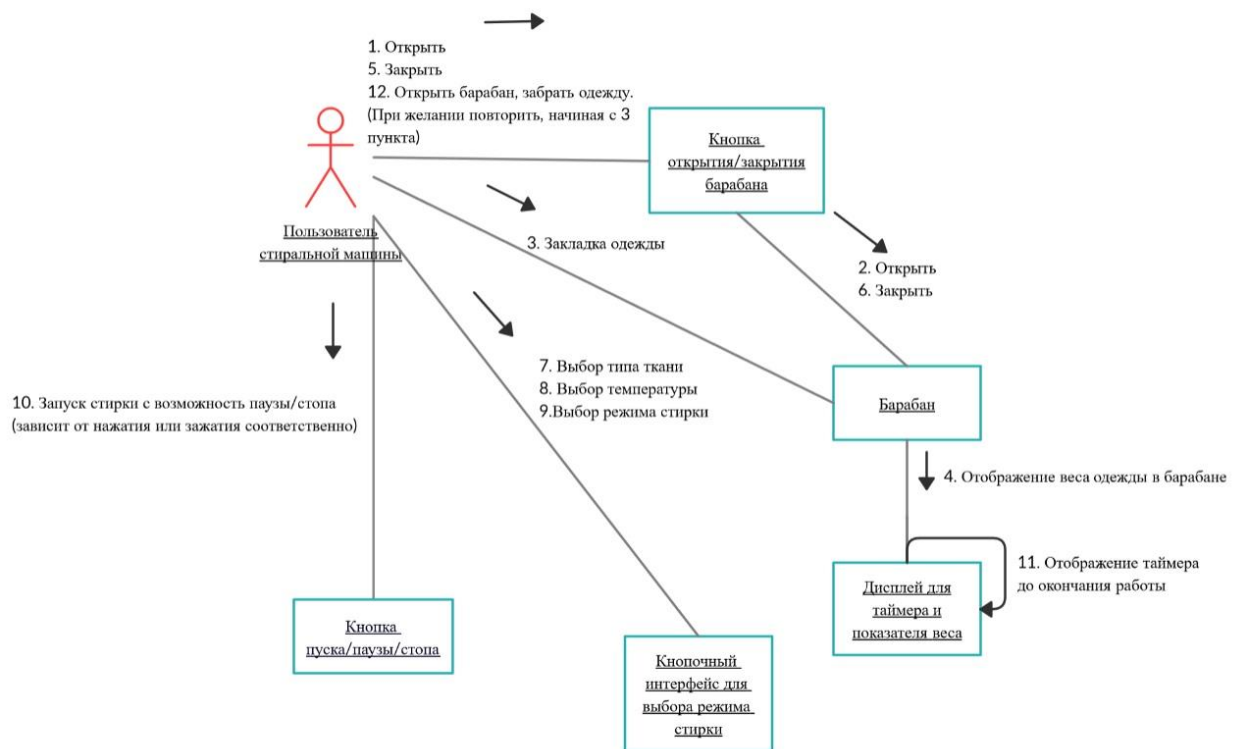 1. Открыть
5. Закрыть
12. Открыть барабан, забрать одежду.
(При желании повторить, начиная с 3
пункта)
Кнопка
открытия/закрытия
барабана
Пользователь
стиральной машины
3. Закладка одежды
2. Открыть
6. Закрыть
7. Выбор типа ткани
8. Выбор температуры
9.Выбор режима стирки
10. Запуск стирки с возможность паузы/стопа
(зависит от нажатия или зажатия соответственно)
Барабан
4. Отображение веса одежды в барабане
11. Отображение таймера
до окончания работы
Дисплей для
таймера и
показателя веса
Кнопка
пуска/паузы/стопа
Кнопочный
интерфейс для
выбора режима
стирки